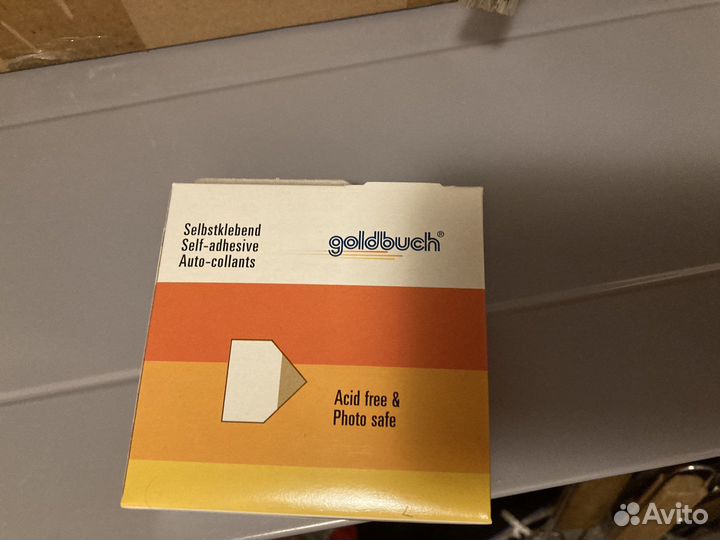 Selbstklebend
Self-adhesive
Auto-collants
goldbuch®
Acid free &
Photo safe
Avito